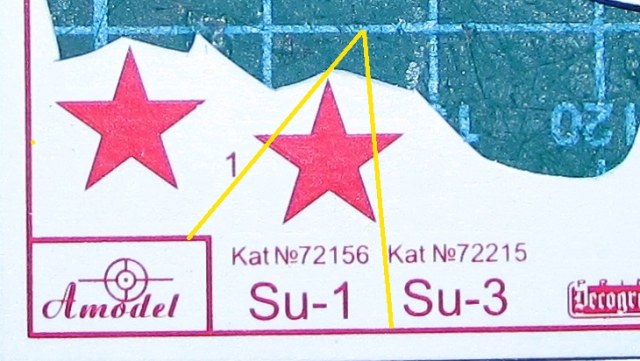 1
Kat №72156 Kat №72215
Su-1 Su-3
Amodel